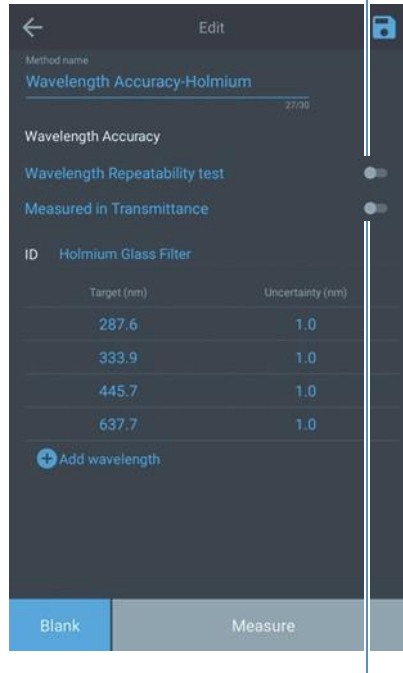 Edit
Method name
Wavelength Accuracy-Holmium
27/30
Wavelength Accuracy
Wavelength Repeatability test
Measured in Transmittance
ID Holmium Glass Filter
Target (nm) Uncertainty (nm)
287.6 1.0
333.9 1.0
445.7 1.0
637.7 1.0
Add wavelength
Blank Measure